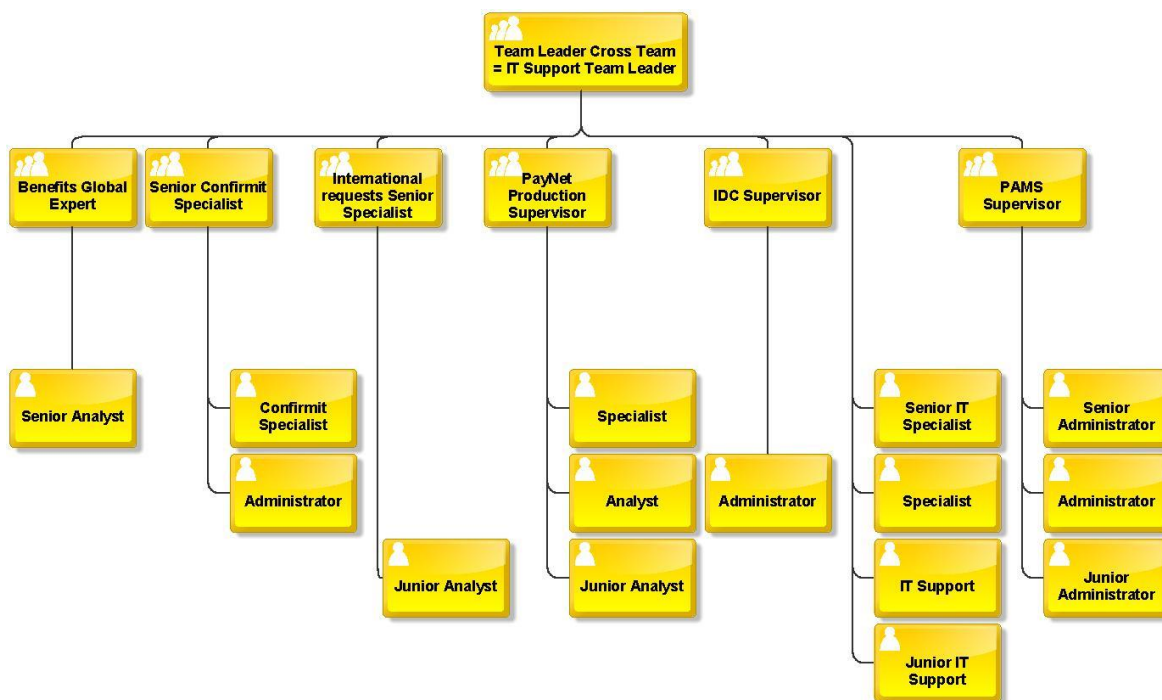 Team Leader Cross Team
= IT Support Team Leader
Benefits Global
Expert
Senior Confirmit
Specialist
International
requests Senior
Specialist
PayNet
Production
Supervisor
IDC Supervisor
PAMS
Supervisor
Senior Analyst
Confirmit
Specialist
Administrator
Junior Analyst
Specialist
Analyst
Junior Analyst
Administrator
Senior IT
Specialist
Specialist
IT Support
Junior IT
Support
Senior
Administrator
Administrator
Junior
Administrator